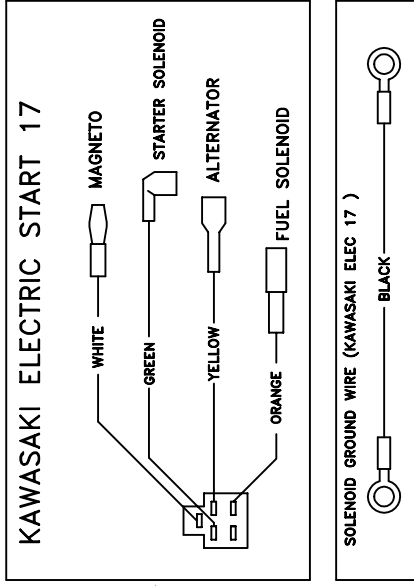 KAWASAKI ELECTRIC START 17
MAGNETO
STARTER SOLENOID
ALTERNATOR
FUEL SOLENOID
WHITE
GREEN
YELLOW
ORANGE
SOLENOID GROUND WIRE (KAWASAKI ELEC 17 )
BLACK